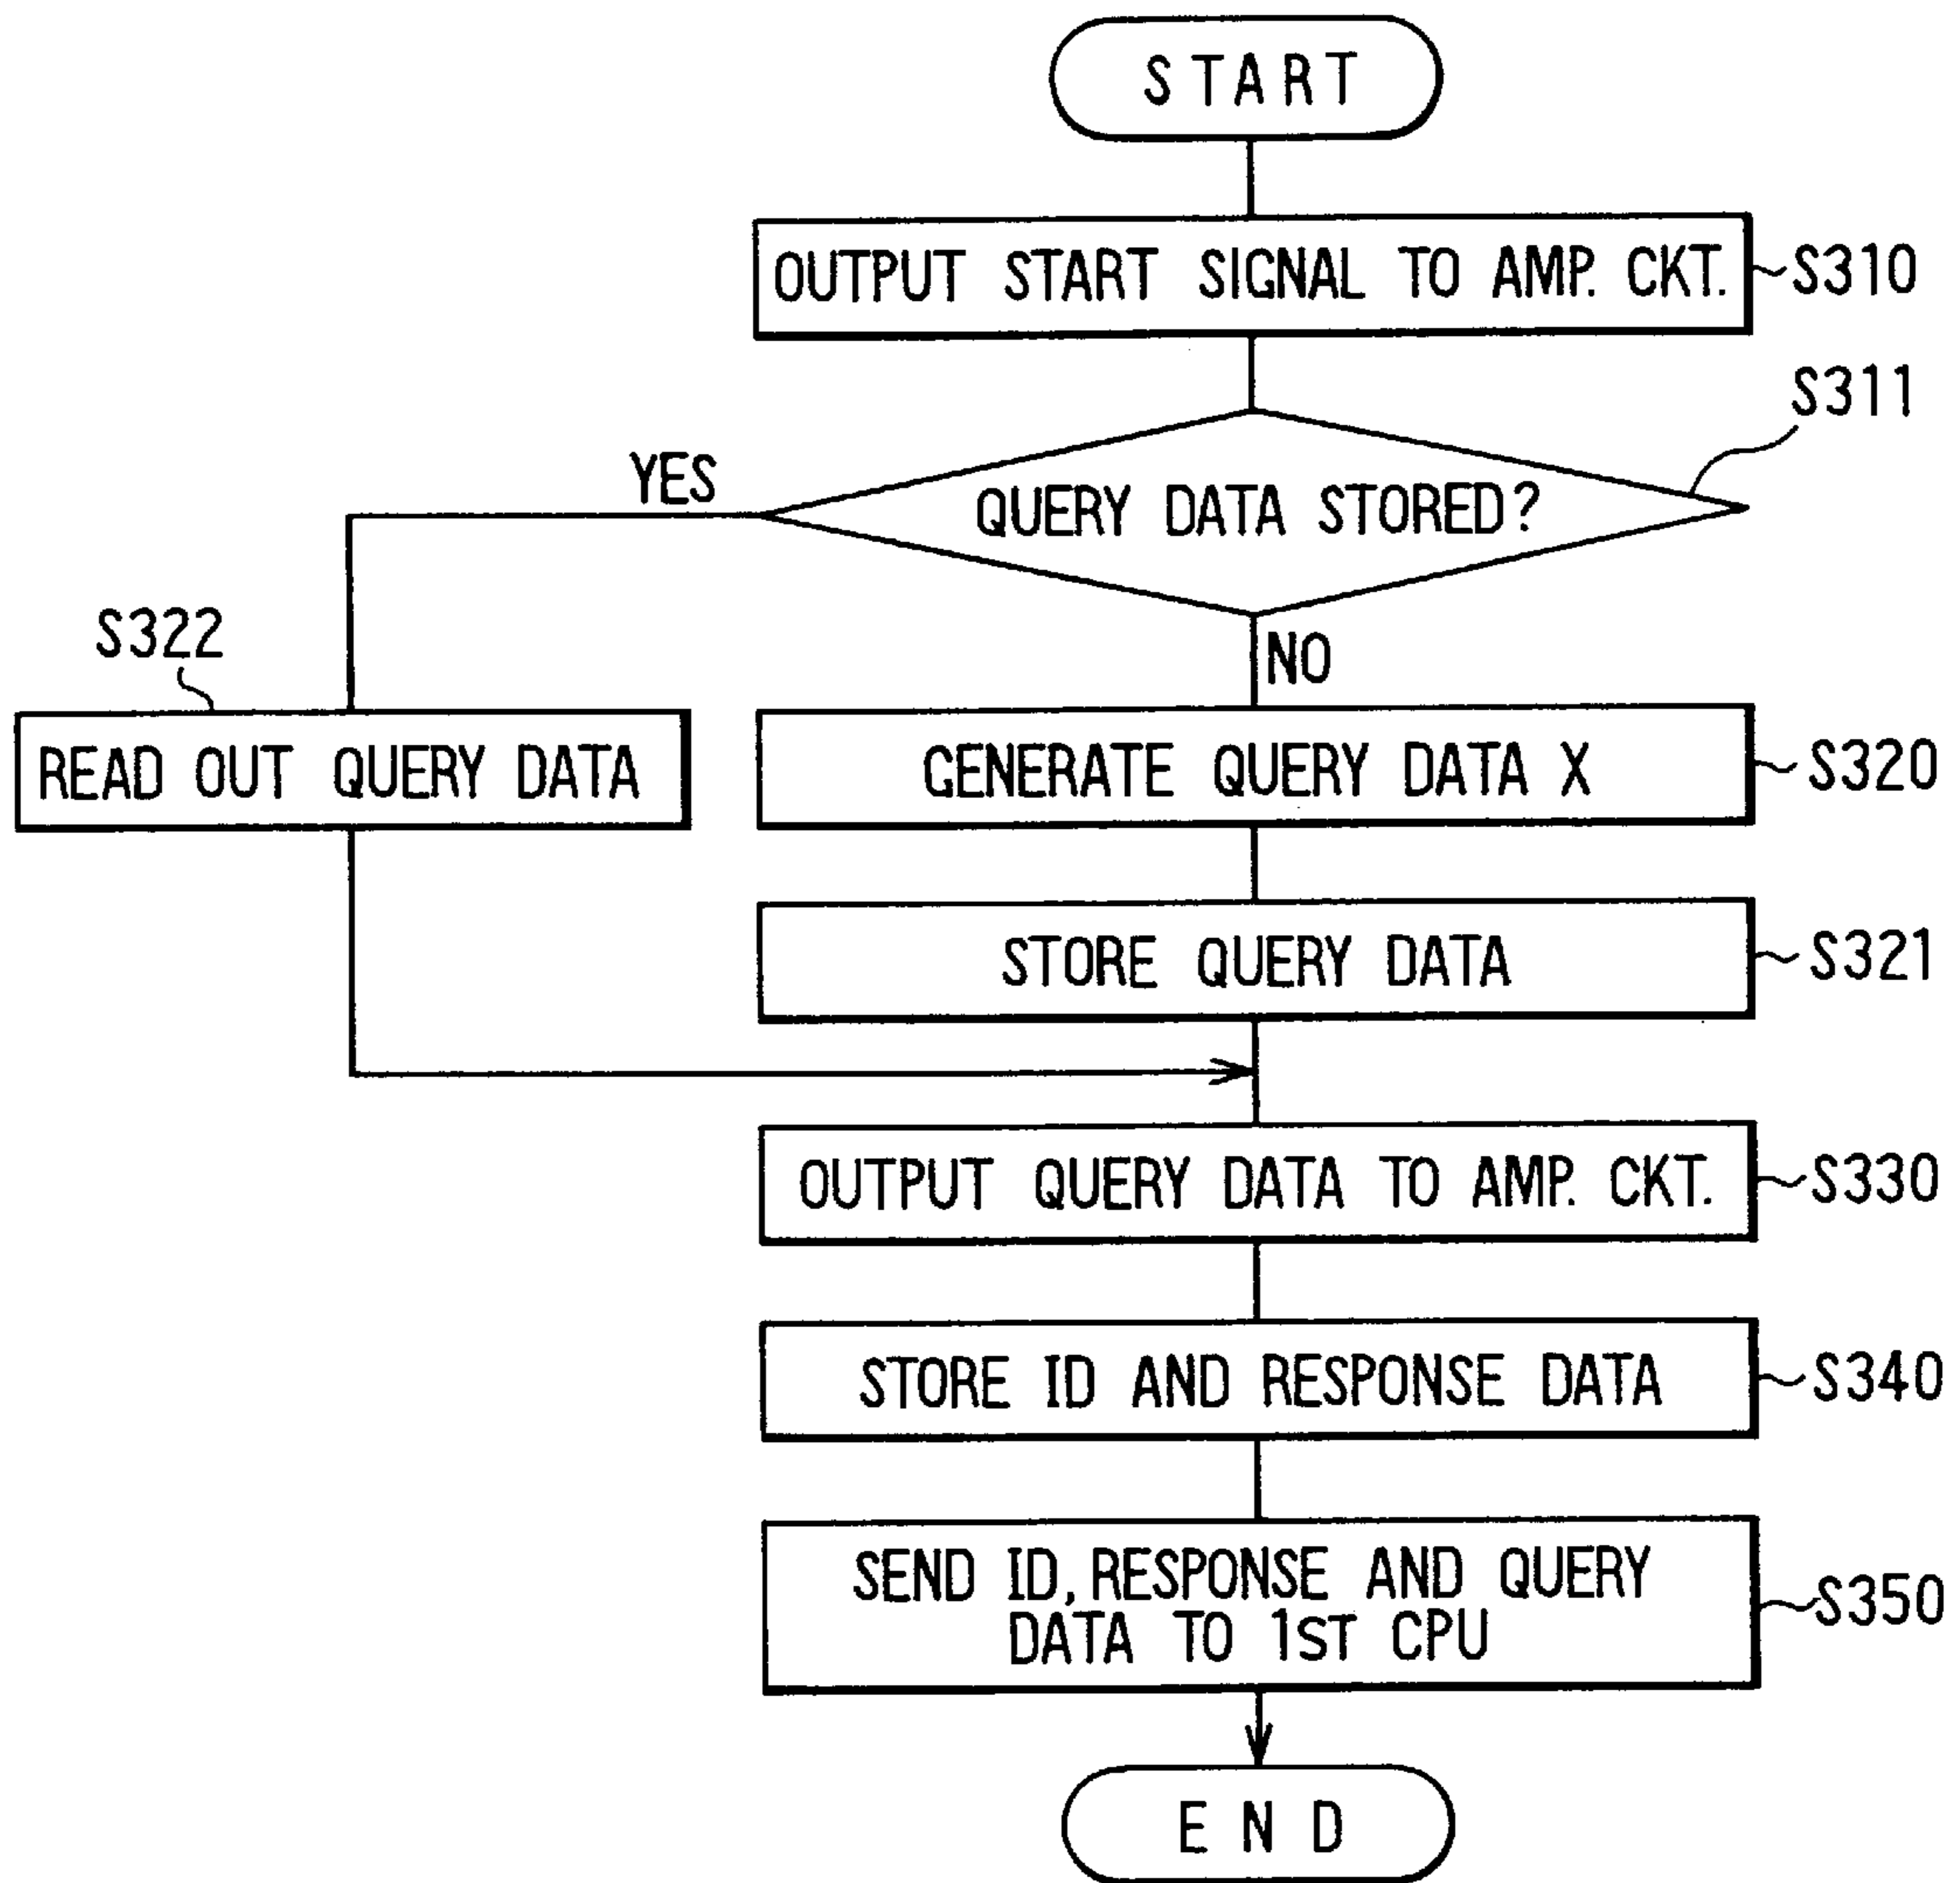 START
OUTPUT START SIGNAL TO AMP. CKT.
S310
S311
QUERY DATA STORED?
YES
NO
S322
READ OUT QUERY DATA
GENERATE QUERY DATA X
S320
STORE QUERY DATA
S321
OUTPUT QUERY DATA TO AMP. CKT.
S330
STORE ID AND RESPONSE DATA
S340
SEND ID, RESPONSE AND QUERY
DATA TO 1ST CPU
S350
END